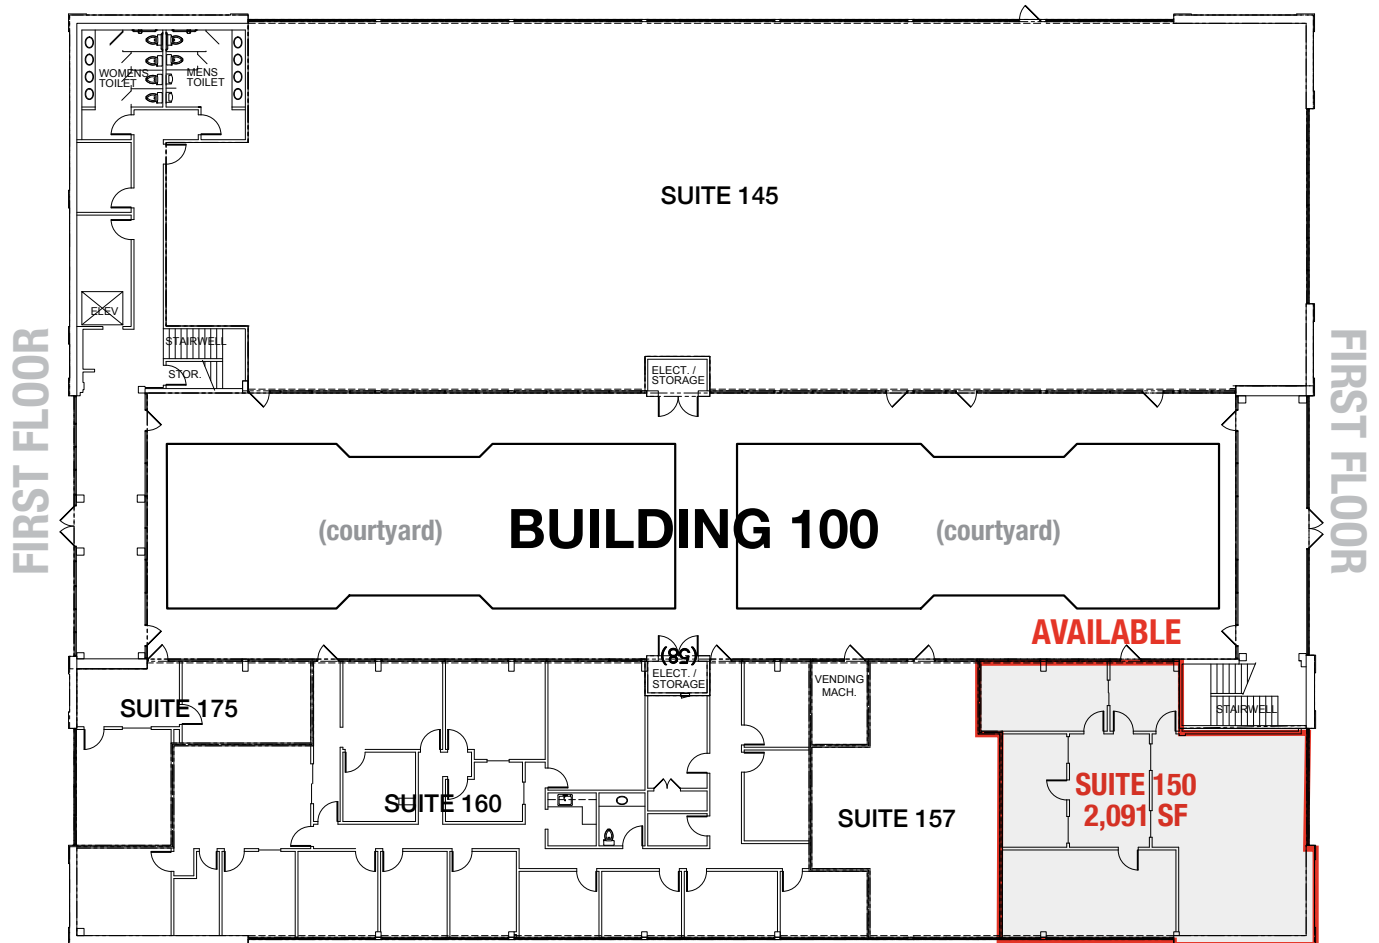 WOMENS
TOILET
MENS
TOILET
SUITE 145
ELEV
STAIRWELL
STOR.
ELECT. /
STORAGE
FIRST FLOOR
FIRST FLOOR
(courtyard)
BUILDING 100
(courtyard)
AVAILABLE
(58)
ELECT. /
STORAGE
VENDING
MACH.
SUITE 175
STAIRWELL
SUITE 160
SUITE 157
SUITE 150
2,091 SF